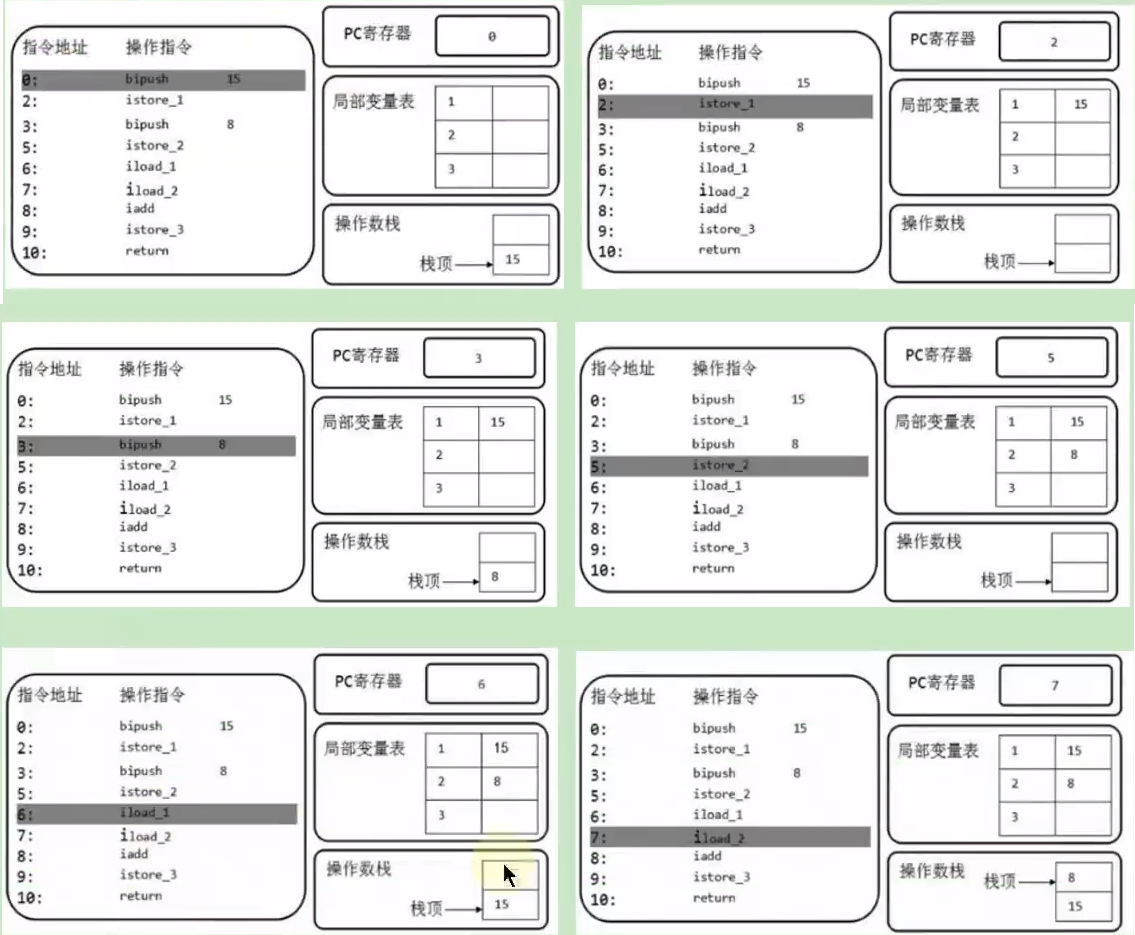 指令地址 操作指令
0: bipush 15
2: istore_1
3: bipush 8
5: istore_2
6: iload_1
7: iload_2
8: iadd
9: istore_3
10: return
PC寄存器 0
局部变量表 1
2
3
操作数栈
栈顶 15
指令地址 操作指令
0: bipush 15
2: istore_1
3: bipush 8
5: istore_2
6: iload_1
7: iload_2
8: iadd
9: istore_3
10: return
PC寄存器 2
局部变量表 1 15
2
3
操作数栈
栈顶
指令地址 操作指令
0: bipush 15
2: istore_1
3: bipush 8
5: istore_2
6: iload_1
7: iload_2
8: iadd
9: istore_3
10: return
PC寄存器 3
局部变量表 1 15
2
3
操作数栈
栈顶 8
指令地址 操作指令
0: bipush 15
2: istore_1
3: bipush 8
5: istore_2
6: iload_1
7: iload_2
8: iadd
9: istore_3
10: return
PC寄存器 5
局部变量表 1 15
2 8
3
操作数栈
栈顶
指令地址 操作指令
0: bipush 15
2: istore_1
3: bipush 8
5: istore_2
6: iload_1
7: iload_2
8: iadd
9: istore_3
10: return
PC寄存器 6
局部变量表 1 15
2 8
3
操作数栈
栈顶 15
指令地址 操作指令
0: bipush 15
2: istore_1
3: bipush 8
5: istore_2
6: iload_1
7: iload_2
8: iadd
9: istore_3
10: return
PC寄存器 7
局部变量表 1 15
2 8
3
操作数栈 栈顶 8
15